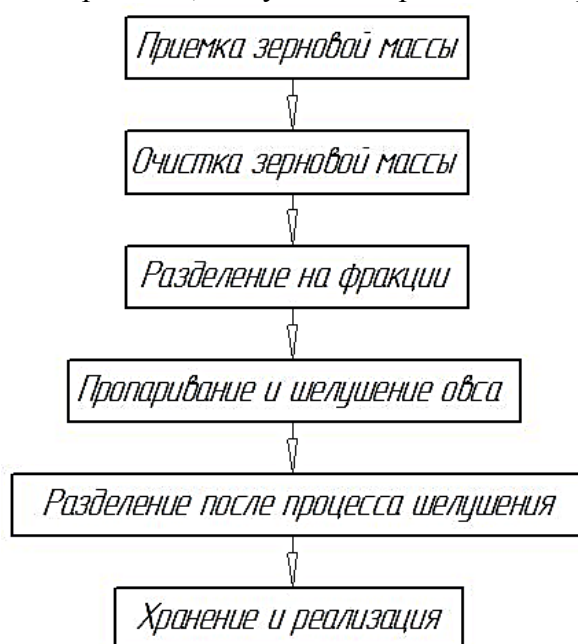 Приемка зерновой массы
Очистка зерновой массы
Разделение на фракции
Пропаривание и шелушение овса
Разделение после процесса шелушения
Хранение и реализация